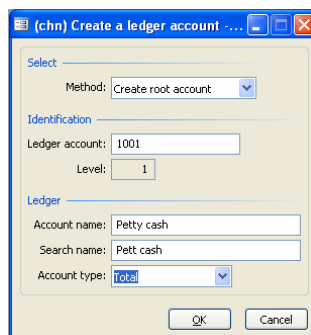 (chn) Create a ledger account -...
Select
Method: Create root account
Identification
Ledger account: 1001
Level: 1
Ledger
Account name: Petty cash
Search name: Pett cash
Account type: Total
OK Cancel